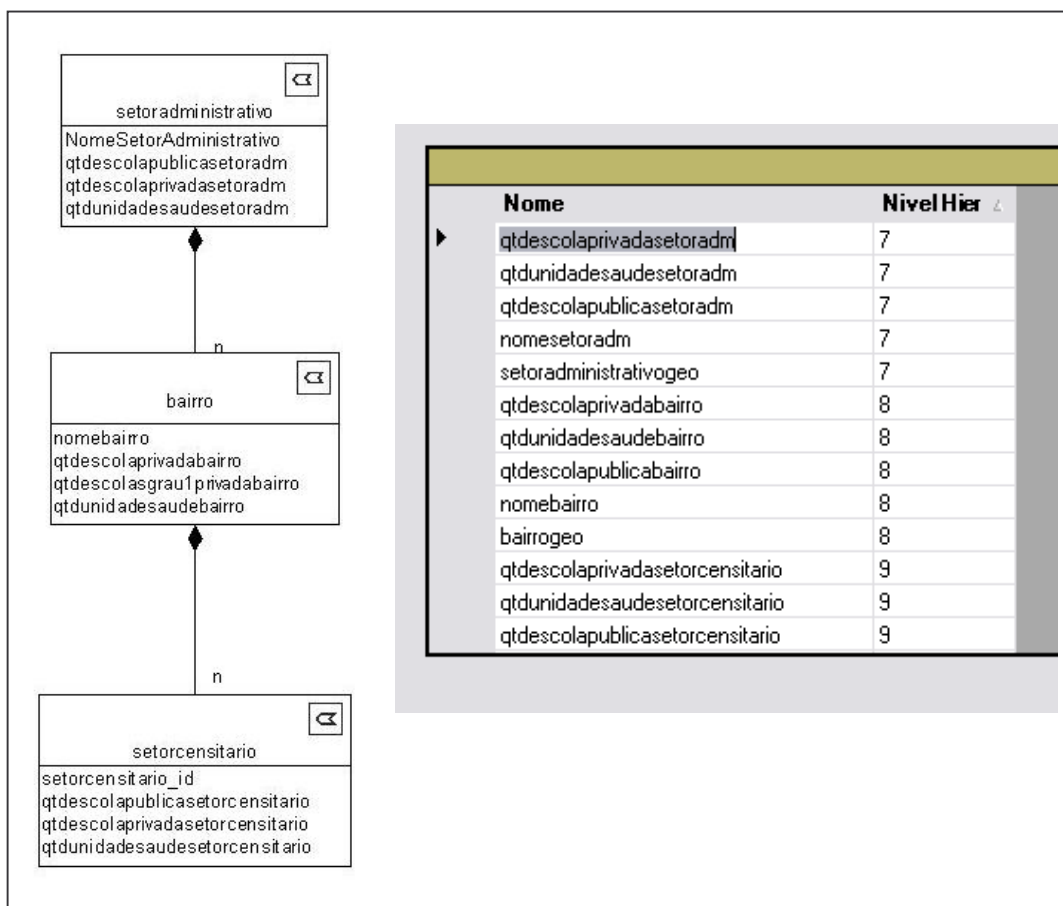 setoradministrativo
NomeSetorAdministrativo
qtdescolapublicasetoradm
qtdescolaprivadasetoradm
qtdunidadesaudesetoradm
n
bairro
nomebairro
qtdescolaprivadabairro
qtdescolasgrau1privadabairro
qtdunidadesaudebairro
n
setorcensitario
setorcensitario_id
qtdescolapublicasetorcensitario
qtdescolaprivadasetorcensitario
qtdunidadesaudesetorcensitario
Nome NivelHier
qtdescolaprivadasetoradm 7
qtdunidadesaudesetoradm 7
qtdescolapublicasetoradm 7
nomesetoradm 7
setoradministrativogeo 7
qtdescolaprivadabairro 8
qtdunidadesaudebairro 8
qtdescolapublicabairro 8
nomebairro 8
bairrogeo 8
qtdescolaprivadasetorcensitario 9
qtdunidadesaudesetorcensitario 9
qtdescolapublicasetorcensitario 9